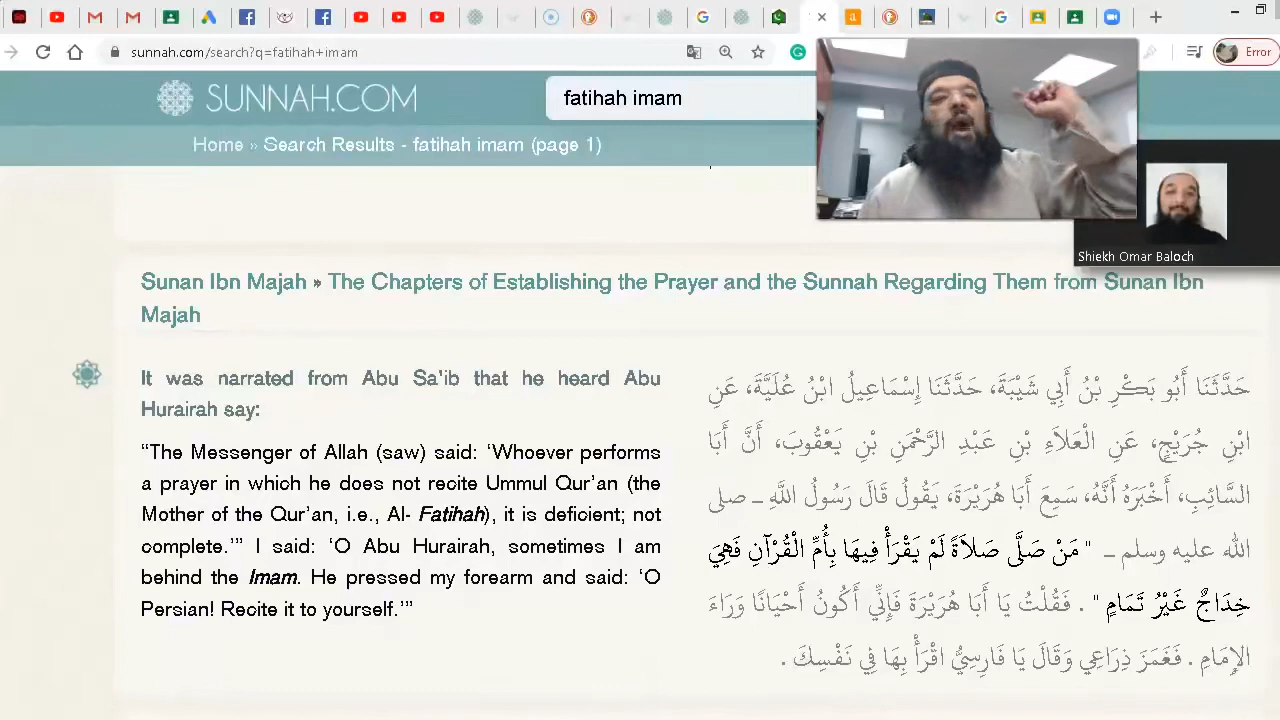 sunnah.com/search?q=fatihah+imam
Error
SUNNAH.COM
fatihah imam
Home » Search Results - fatihah imam (page 1)
Shiekh Omar Baloch
Sunan Ibn Majah » The Chapters of Establishing the Prayer and the Sunnah Regarding Them from Sunan Ibn
Majah
It was narrated from Abu Sa'ib that he heard Abu
Hurairah say:
“The Messenger of Allah (saw) said: ‘Whoever performs
a prayer in which he does not recite Ummul Qur’an (the
Mother of the Qur’an, i.e., Al- Fatihah), it is deficient; not
complete.’” I said: ‘O Abu Hurairah, sometimes I am
behind the Imam. He pressed my forearm and said: ‘O
Persian! Recite it to yourself.’”
حَدَّثَنَا أَبُو بَكْرِ بْنُ أَبِي شَيْبَةَ، حَدَّثَنَا إِسْمَاعِيلُ ابْنُ عُلَيَّةَ، عَنِ
ابْنِ جُرَيْجٍ، عَنِ الْعَلاَءِ بْنِ عَبْدِ الرَّحْمَنِ بْنِ يَعْقُوبَ، أَنَّ أَبَا
السَّائِبِ، أَخْبَرَهُ أَنَّهُ، سَمِعَ أَبَا هُرَيْرَةَ، يَقُولُ قَالَ رَسُولُ اللَّهِ ـ صلى
الله عليه وسلم ـ " مَنْ صَلَّى صَلاَةً لَمْ يَقْرَأْ فِيهَا بِأُمِّ الْقُرْآنِ فَهِيَ
خِدَاجٌ غَيْرُ تَمَامٍ " . فَقُلْتُ يَا أَبَا هُرَيْرَةَ فَإِنِّي أَكُونُ أَحْيَانًا وَرَاءَ
الإِمَامِ . فَغَمَزَ ذِرَاعِي وَقَالَ يَا فَارِسِيُّ اقْرَأْ بِهَا فِي نَفْسِكَ .